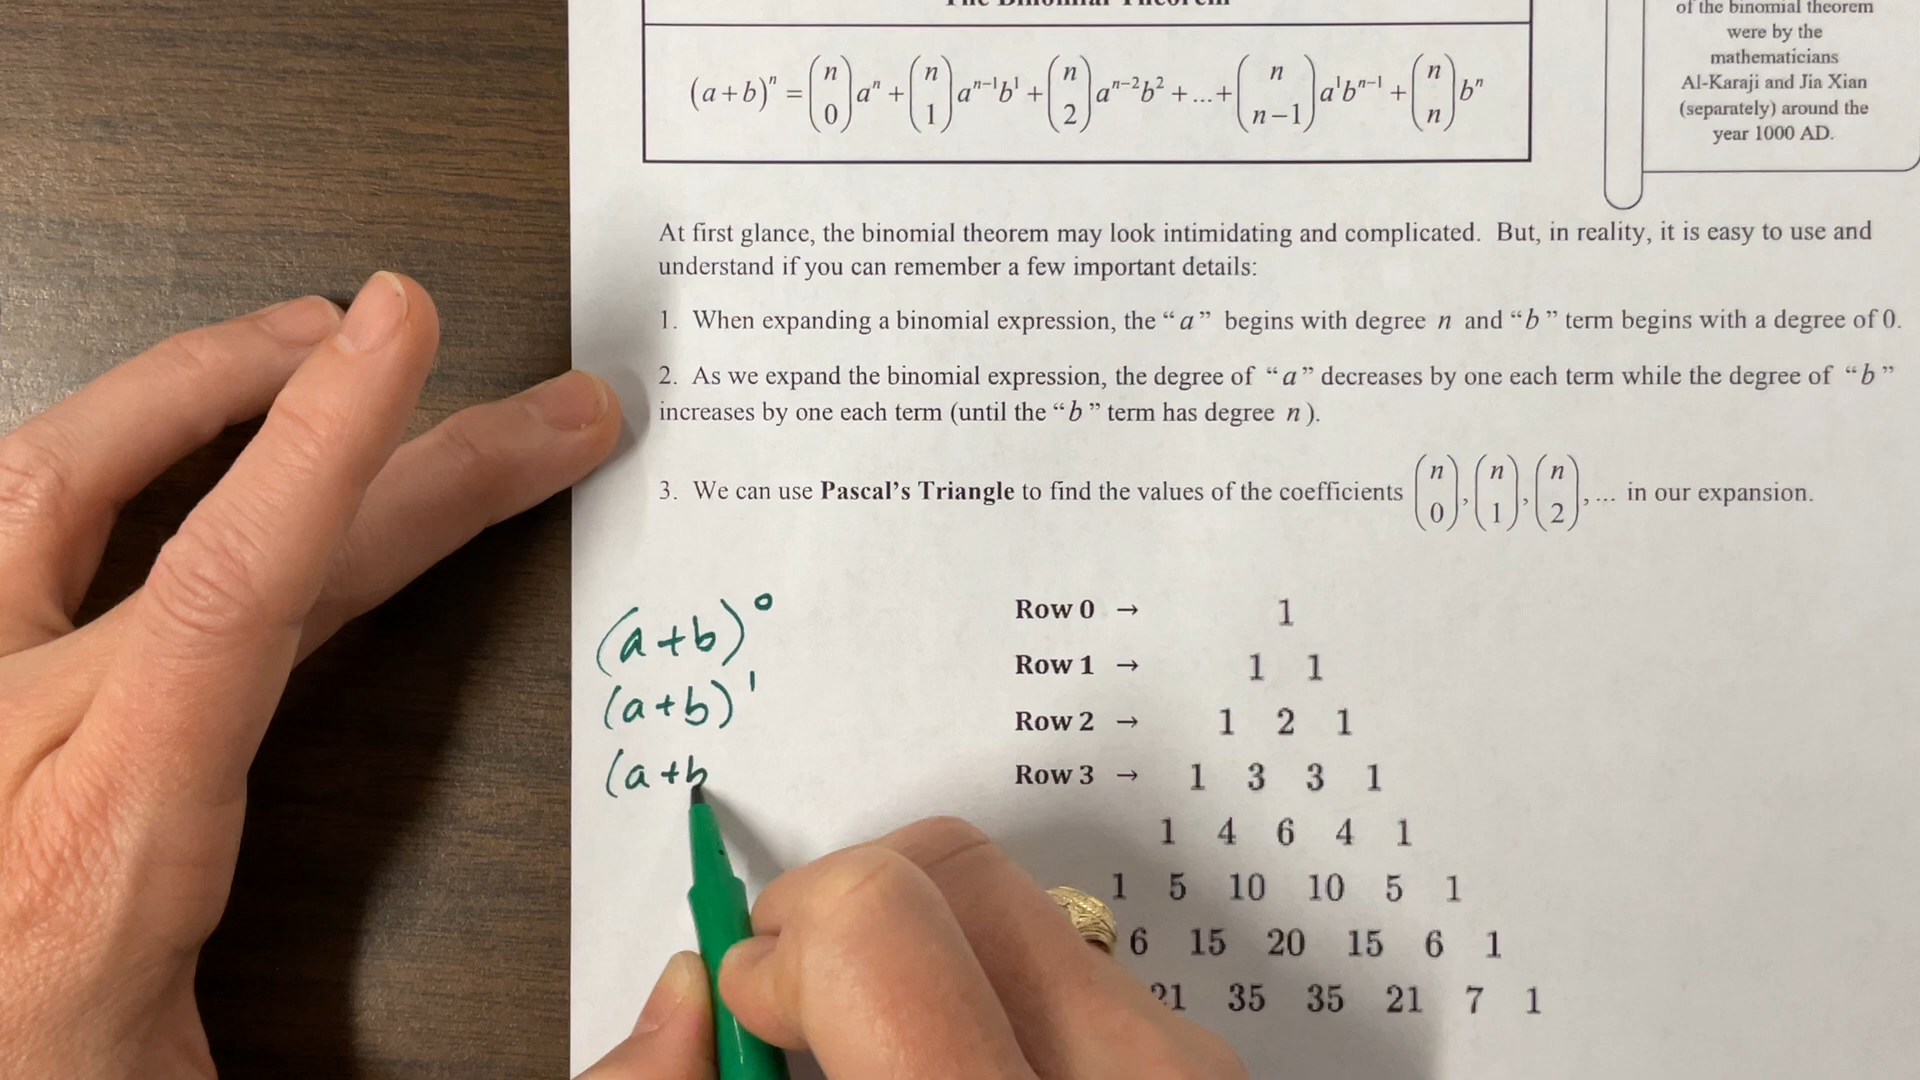 The Binomial Theorem
(a+b)ⁿ = (n 0)aⁿ + (n 1)aⁿ⁻¹b¹ + (n 2)aⁿ⁻²b² + ... + (n n−1)a¹bⁿ⁻¹ + (n n)bⁿ
of the binomial theorem
were by the
mathematicians
Al-Karaji and Jia Xian
(separately) around the
year 1000 AD.
At first glance, the binomial theorem may look intimidating and complicated. But, in reality, it is easy to use and
understand if you can remember a few important details:
1. When expanding a binomial expression, the “a” begins with degree n and “b” term begins with a degree of 0.
2. As we expand the binomial expression, the degree of “a” decreases by one each term while the degree of “b”
increases by one each term (until the “b” term has degree n).
3. We can use Pascal’s Triangle to find the values of the coefficients (n 0), (n 1), (n 2), ... in our expansion.
(a+b)⁰
(a+b)¹
(a+b
Row 0 → 1
Row 1 → 1 1
Row 2 → 1 2 1
Row 3 → 1 3 3 1
1 4 6 4 1
1 5 10 10 5 1
6 15 20 15 6 1
21 35 35 21 7 1